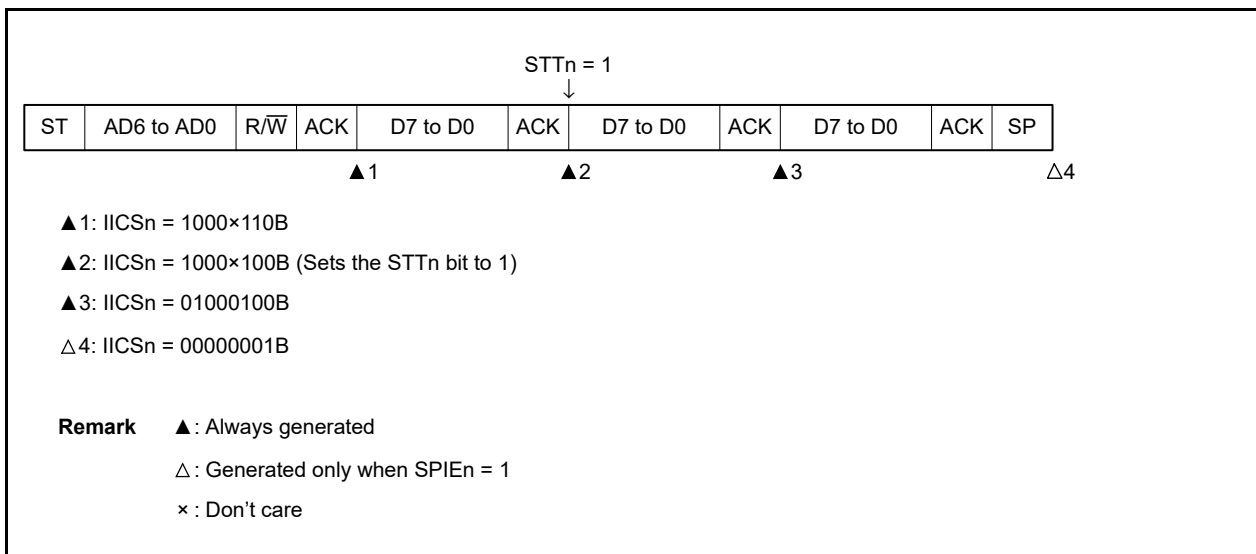 STTn = 1
↓
ST AD6 to AD0 R/W̅ ACK D7 to D0 ACK D7 to D0 ACK D7 to D0 ACK SP
▲1 ▲2 ▲3 △4
▲1: IICSn = 1000×110B
▲2: IICSn = 1000×100B (Sets the STTn bit to 1)
▲3: IICSn = 01000100B
△4: IICSn = 00000001B
Remark ▲: Always generated
△: Generated only when SPIEn = 1
×: Don’t care